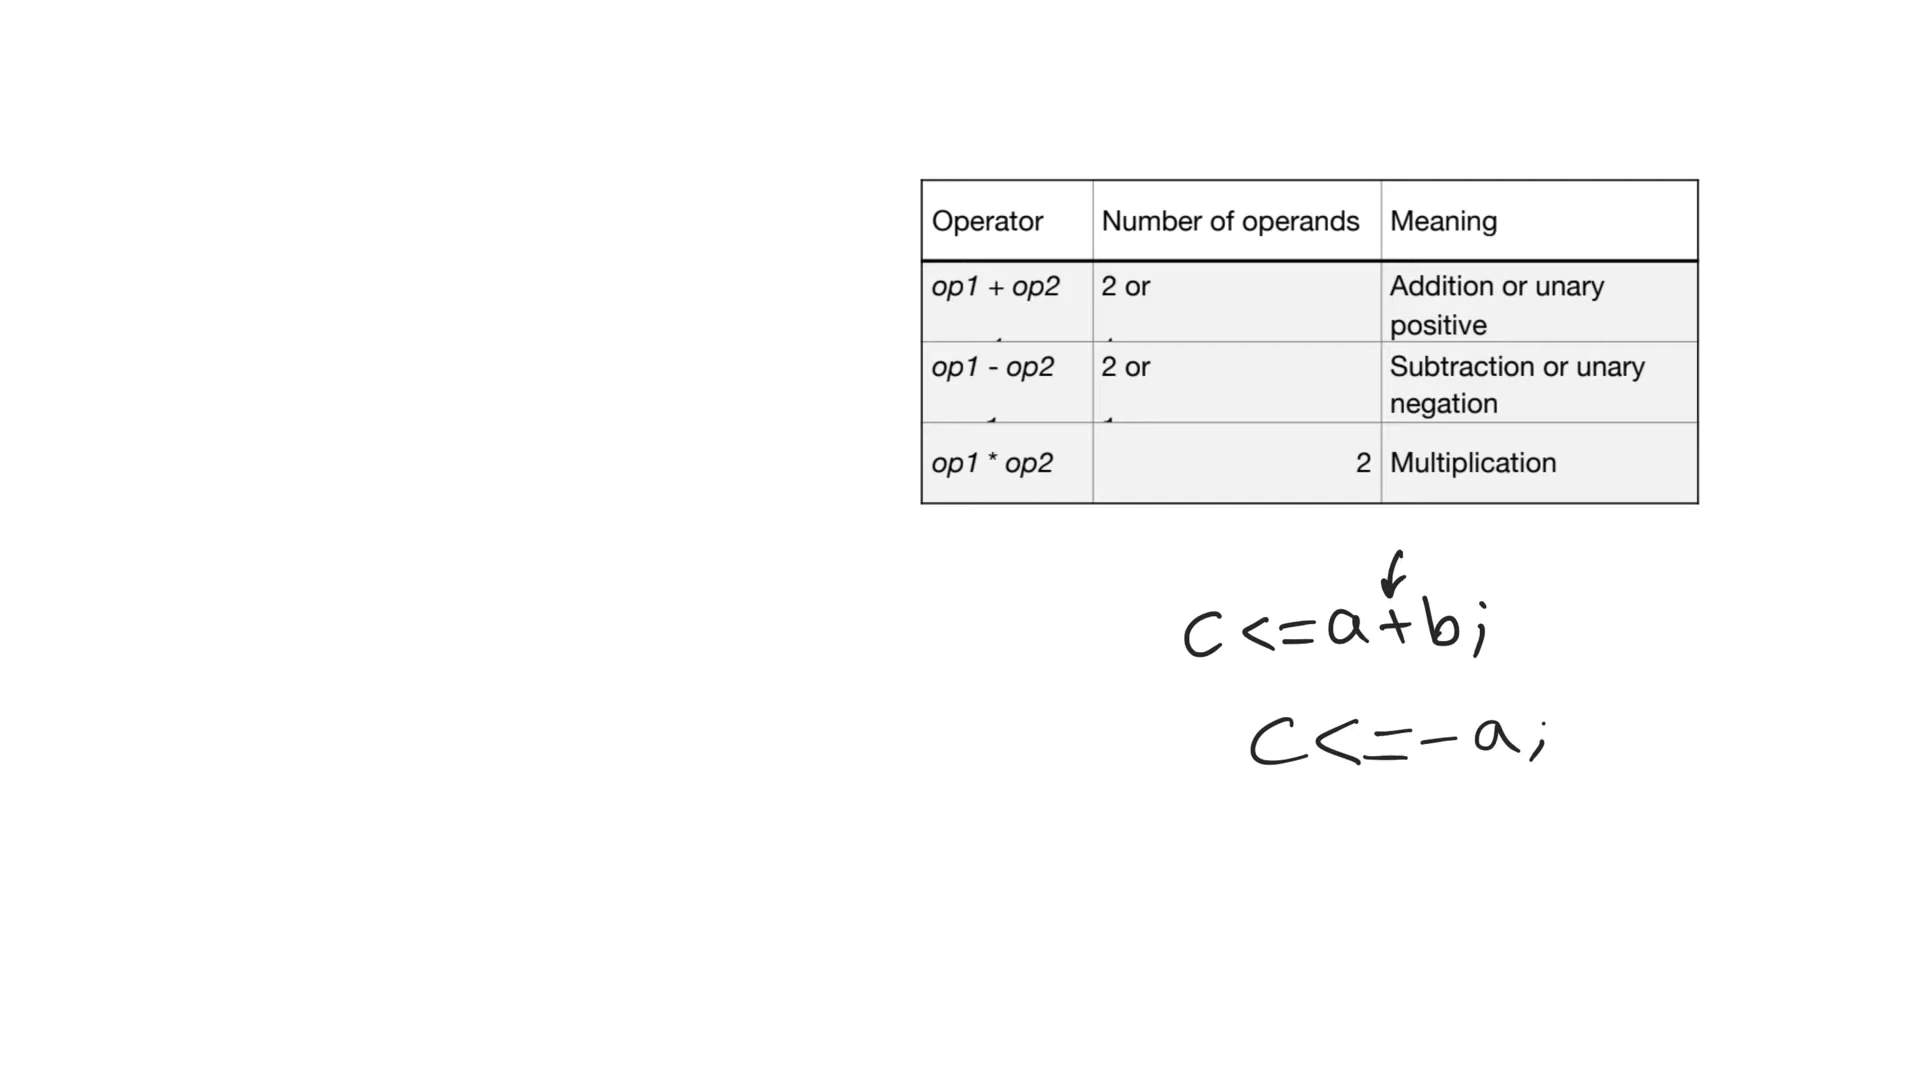 Operator Number of operands Meaning
op1 + op2 2 or Addition or unary
positive
op1 - op2 2 or Subtraction or unary
negation
op1 * op2 2 Multiplication
c <= a + b ;
c <= - a ;